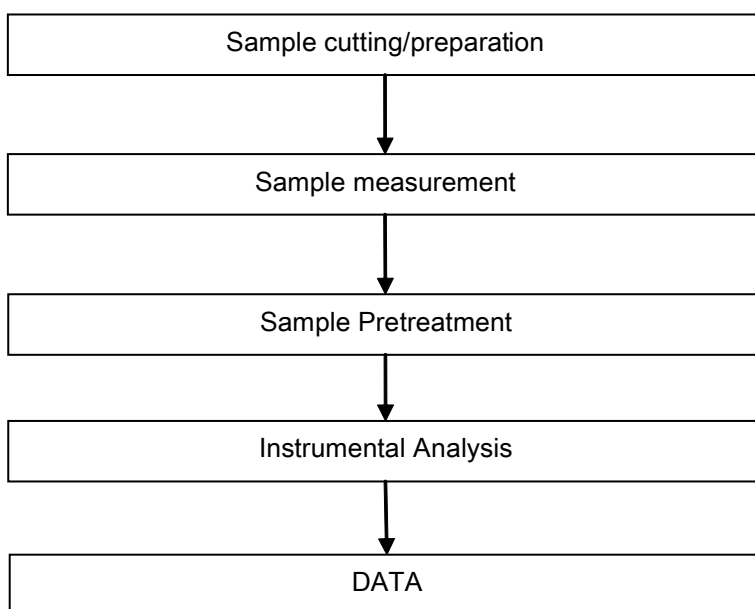 Sample cutting/preparation
Sample measurement
Sample Pretreatment
Instrumental Analysis
DATA